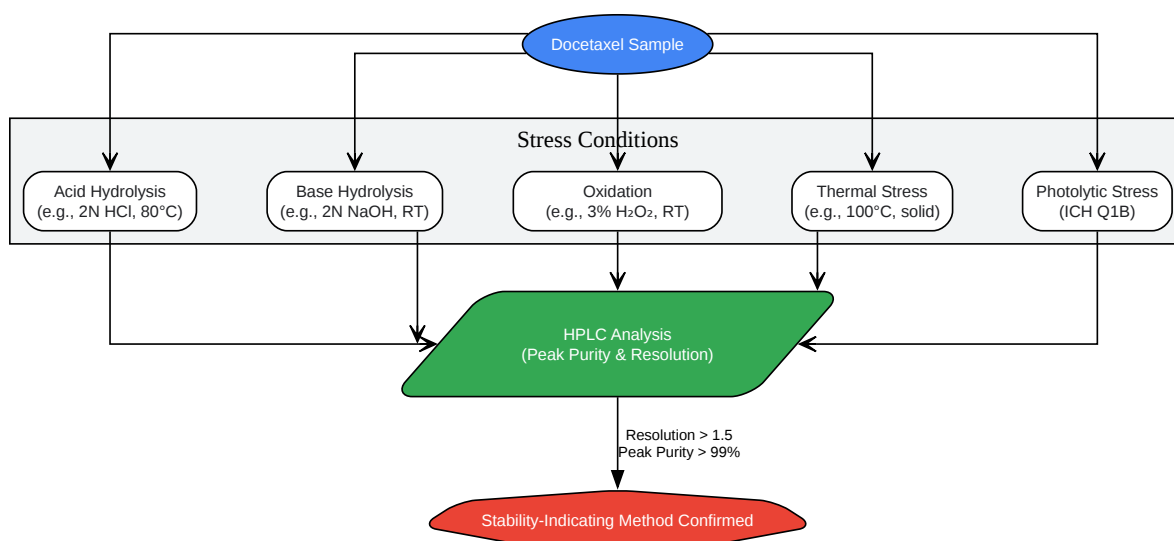 Docetaxel Sample
Stress Conditions
Acid Hydrolysis
(e.g., 2N HCl, 80°C)
Base Hydrolysis
(e.g., 2N NaOH, RT)
Oxidation
(e.g., 3% H₂O₂, RT)
Thermal Stress
(e.g., 100°C, solid)
Photolytic Stress
(ICH Q1B)
HPLC Analysis
(Peak Purity & Resolution)
Resolution > 1.5
Peak Purity > 99%
Stability-Indicating Method Confirmed